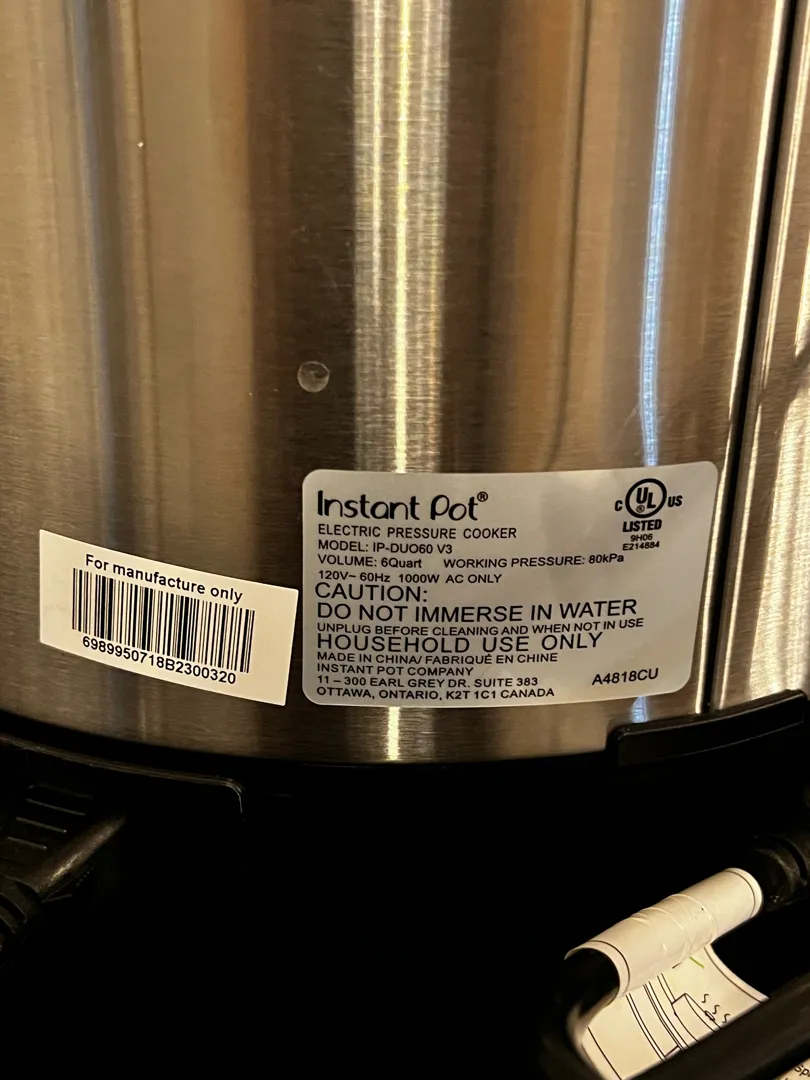 Instant Pot®
ELECTRIC PRESSURE COOKER
MODEL: IP-DUO60 V3
VOLUME: 6Quart WORKING PRESSURE: 80kPa
120V~ 60Hz 1000W AC ONLY
CAUTION:
DO NOT IMMERSE IN WATER
UNPLUG BEFORE CLEANING AND WHEN NOT IN USE
HOUSEHOLD USE ONLY
MADE IN CHINA/ FABRIQUÉ EN CHINE
INSTANT POT COMPANY
11 – 300 EARL GREY DR. SUITE 383
OTTAWA, ONTARIO, K2T 1C1 CANADA
A4818CU
C UL ® US
LISTED
9H06
E214884
For manufacture only
6989950718B2300320